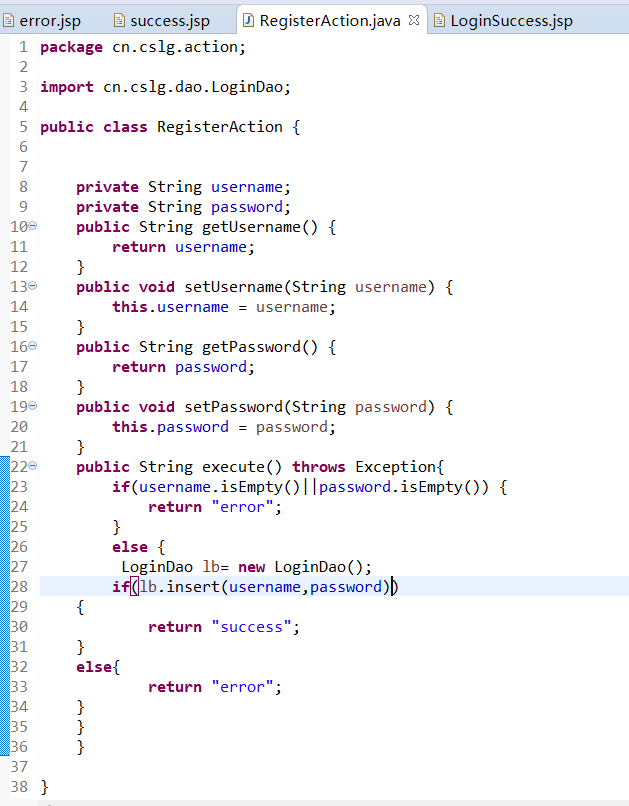 error.jsp success.jsp RegisterAction.java LoginSuccess.jsp
1 package cn.cslg.action;
2
3 import cn.cslg.dao.LoginDao;
4
5 public class RegisterAction {
6
7
8     private String username;
9     private String password;
10     public String getUsername() {
11         return username;
12     }
13     public void setUsername(String username) {
14         this.username = username;
15     }
16     public String getPassword() {
17         return password;
18     }
19     public void setPassword(String password) {
20         this.password = password;
21     }
22     public String execute() throws Exception{
23         if(username.isEmpty()||password.isEmpty()) {
24             return "error";
25         }
26         else {
27          LoginDao lb= new LoginDao();
28         if(lb.insert(username,password))
29     {
30             return "success";
31     }
32     else{
33             return "error";
34     }
35     }
36     }
37
38 }